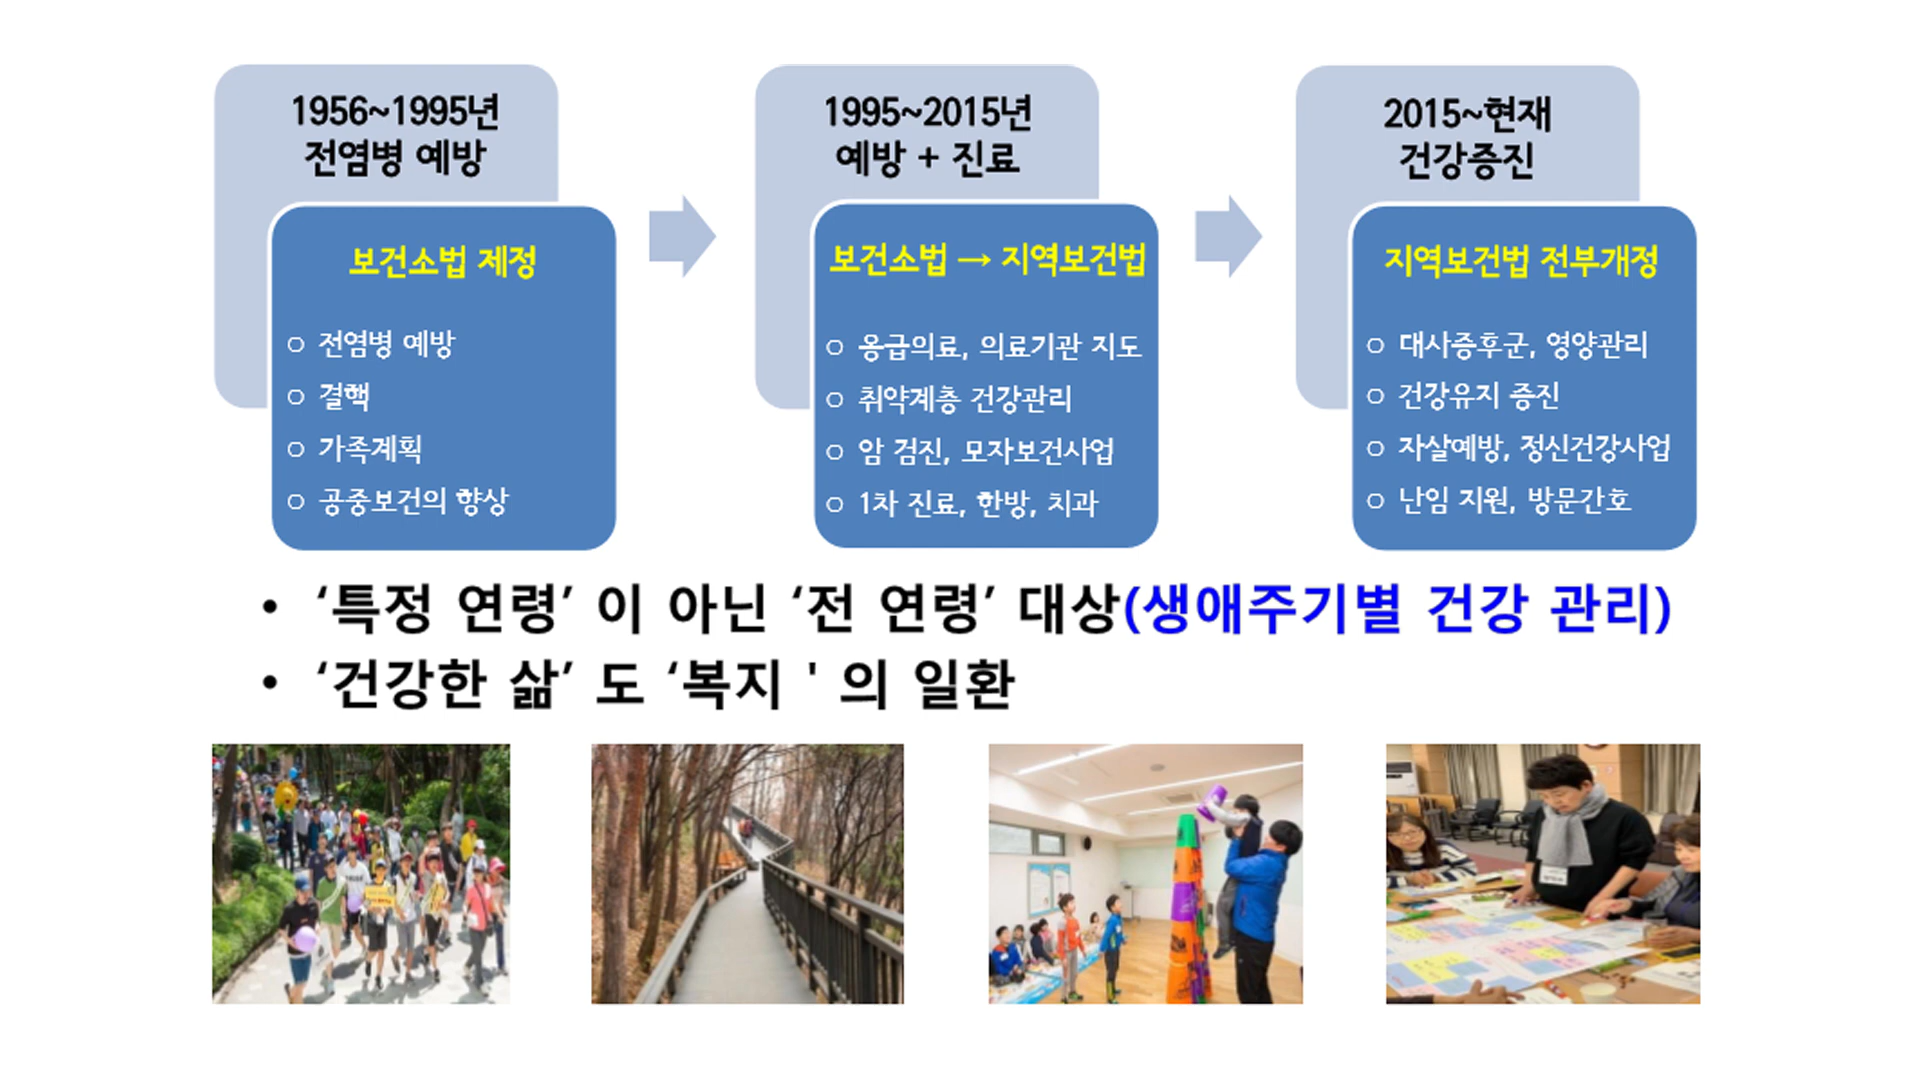 1956~1995년
전염병 예방
보건소법 제정
○ 전염병 예방
○ 결핵
○ 가족계획
○ 공중보건의 향상
1995~2015년
예방 + 진료
보건소법 → 지역보건법
○ 응급의료, 의료기관 지도
○ 취약계층 건강관리
○ 암 검진, 모자보건사업
○ 1차 진료, 한방, 치과
2015~현재
건강증진
지역보건법 전부개정
○ 대사증후군, 영양관리
○ 건강유지 증진
○ 자살예방, 정신건강사업
○ 난임 지원, 방문간호
• ‘특정 연령’ 이 아닌 ‘전 연령’ 대상(생애주기별 건강 관리)
• ‘건강한 삶’ 도 ‘복지 ' 의 일환